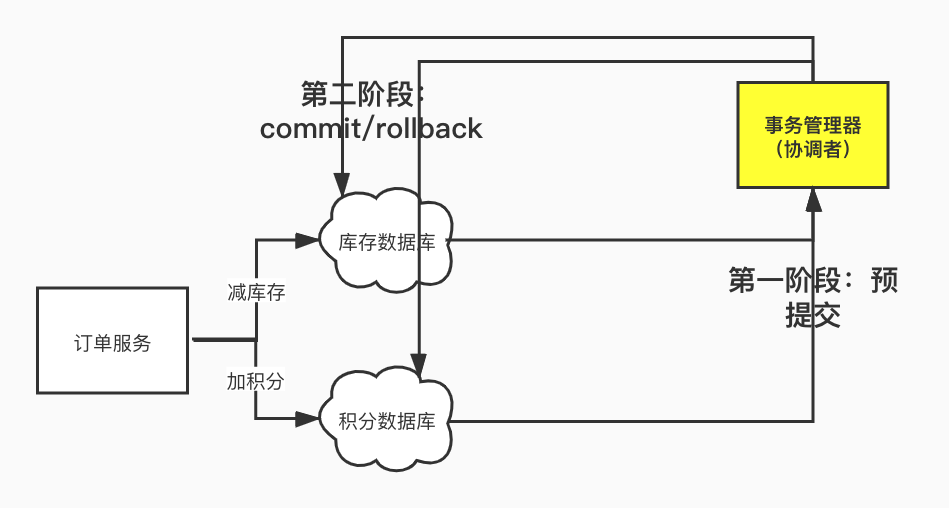 第二阶段：
commit/rollback
事务管理器
（协调者）
库存数据库
减库存
第一阶段：预
提交
订单服务
加积分
积分数据库